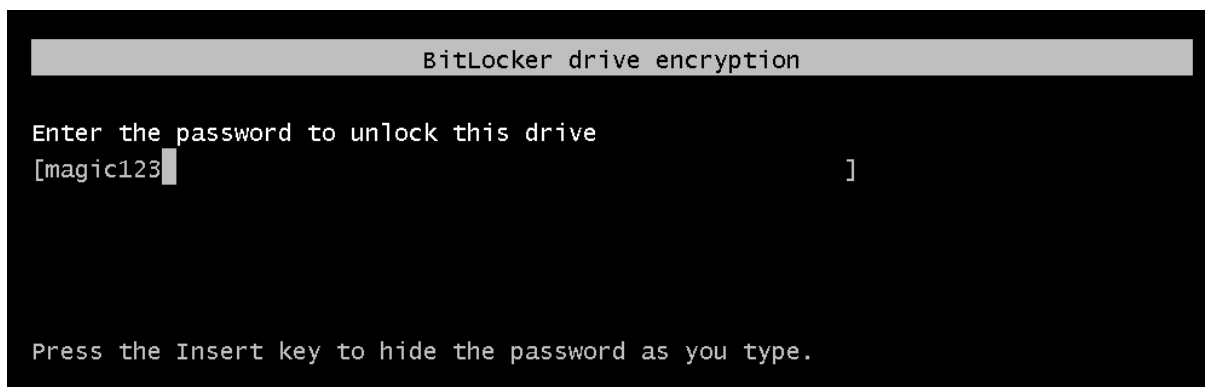 BitLocker drive encryption
Enter the password to unlock this drive
[magic123 ]
Press the Insert key to hide the password as you type.